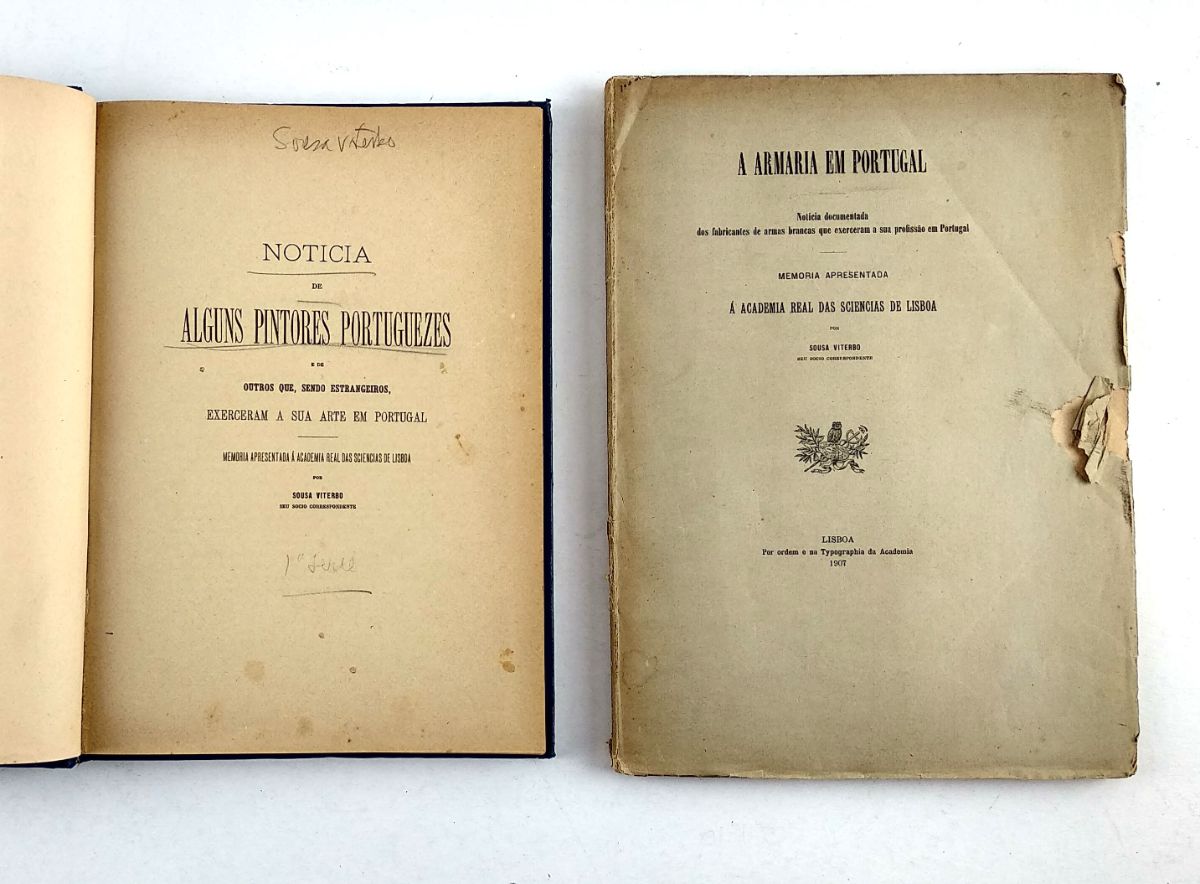 Sousa Viterbo
NOTICIA
DE
ALGUNS PINTORES PORTUGUEZES
E DE
OUTROS QUE, SENDO ESTRANGEIROS,
EXERCERAM A SUA ARTE EM PORTUGAL
MEMORIA APRESENTADA Á ACADEMIA REAL DAS SCIENCIAS DE LISBOA
POR
SOUSA VITERBO
SEU SOCIO CORRESPONDENTE
1ª Serie
A ARMARIA EM PORTUGAL
Noticia documentada
dos fabricantes de armas brancas que exerceram a sua profissão em Portugal
MEMORIA APRESENTADA
Á ACADEMIA REAL DAS SCIENCIAS DE LISBOA
POR
SOUSA VITERBO
SEU SOCIO CORRESPONDENTE
LISBOA
Por ordem e na Typographia da Academia
1907